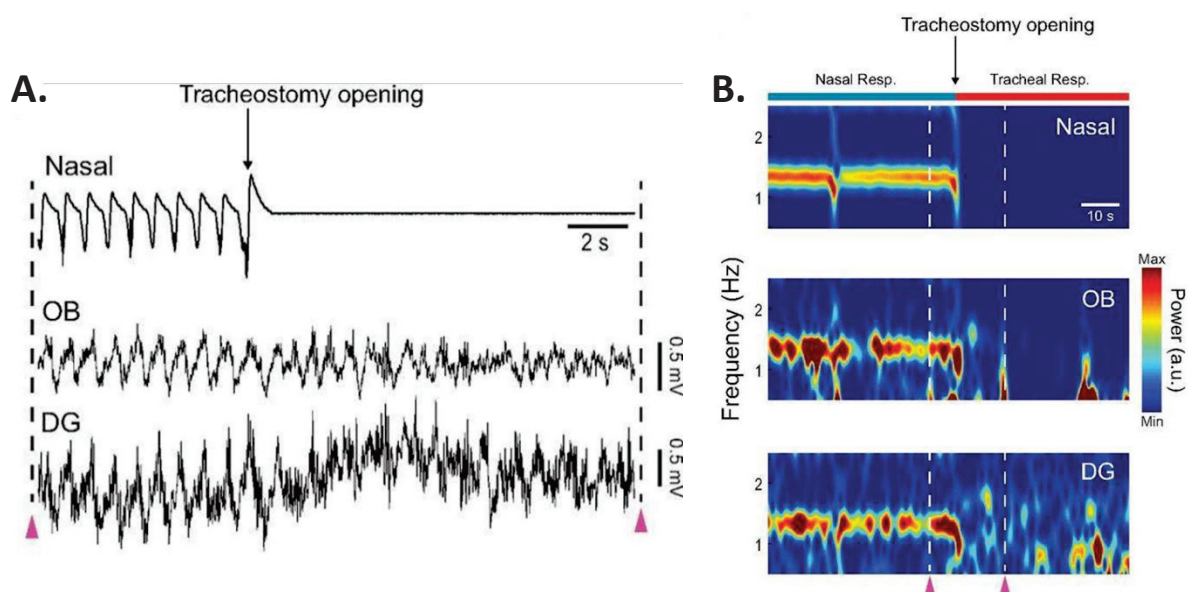 A.
Tracheostomy opening
Nasal
2 s
OB
0.5 mV
DG
0.5 mV
B.
Tracheostomy opening
Nasal Resp.
Tracheal Resp.
Nasal
2
1
10 s
OB
2
1
DG
2
1
Frequency (Hz)
Max
Power (a.u.)
Min